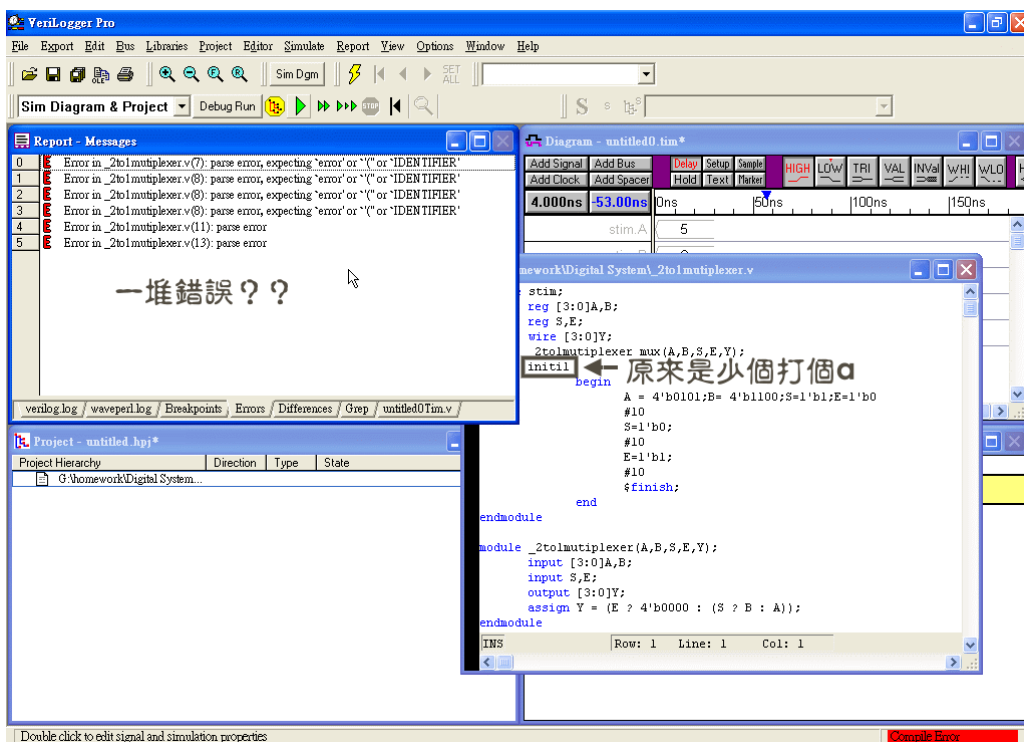 VeriLogger Pro
File Export Edit Bus Libraries Project Editor Simulate Report View Options Window Help
Sim Dgm
SET ALL
Sim Diagram & Project
Debug Run
STOP
S s
Report - Messages
0 E Error in _2to1mutiplexer.v(7): parse error, expecting `error' or `'('' or `IDENTIFIER'
1 E Error in _2to1mutiplexer.v(8): parse error, expecting `error' or `'('' or `IDENTIFIER'
2 E Error in _2to1mutiplexer.v(8): parse error, expecting `error' or `'('' or `IDENTIFIER'
3 E Error in _2to1mutiplexer.v(8): parse error, expecting `error' or `'('' or `IDENTIFIER'
4 E Error in _2to1mutiplexer.v(11): parse error
5 E Error in _2to1mutiplexer.v(13): parse error
一堆錯誤？？
verilog.log / waveperl.log / Breakpoints / Errors / Differences / Grep / untitled0Tim.v /
Diagram - untitled0.tim*
Add Signal Add Bus Delay Setup Sample HIGH LOW TRI VAL INVal WHI WLO
Add Clock Add Spacer Hold Text Marker
4.000ns -53.00ns 0ns 50ns 100ns 150ns
stim.A 5
nework\Digital System\_2to1mutiplexer.v
stim;
reg [3:0]A,B;
reg S,E;
wire [3:0]Y;
_2to1mutiplexer mux(A,B,S,E,Y);
initil 原來是少個打個a
begin
A = 4'b0101;B= 4'b1100;S=1'b1;E=1'b0
#10
S=1'b0;
#10
E=1'b1;
#10
$finish;
end
endmodule
module _2to1mutiplexer(A,B,S,E,Y);
input [3:0]A,B;
input S,E;
output [3:0]Y;
assign Y = (E ? 4'b0000 : (S ? B : A));
endmodule
INS Row: 1 Line: 1 Col: 1
Project - untitled.hpj*
Project Hierarchy Direction Type State
G:\homework\Digital System...
Double click to edit signal and simulation properties
Compile Error